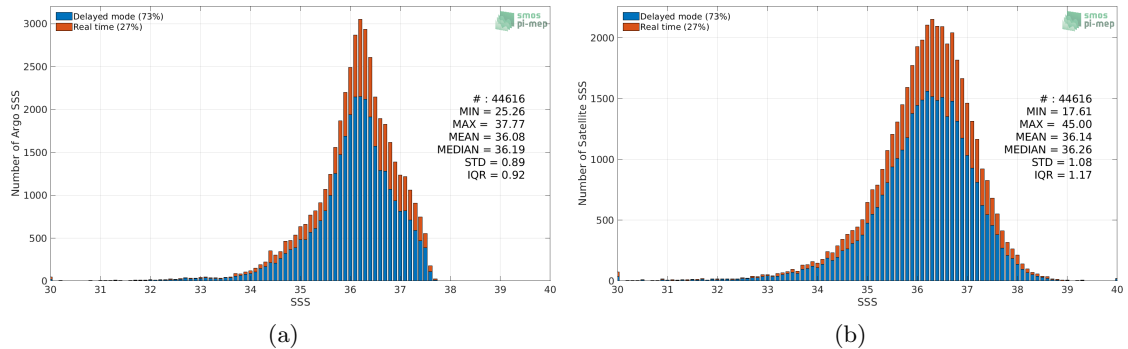 Delayed mode (73%)
Real time (27%)
smos
pi-mep
Number of Argo SSS
3000
2500
2000
1500
1000
500
0
# : 44616
MIN = 25.26
MAX = 37.77
MEAN = 36.08
MEDIAN = 36.19
STD = 0.89
IQR = 0.92
30 31 32 33 34 35 36 37 38 39 40
SSS
(a)
Delayed mode (73%)
Real time (27%)
smos
pi-mep
Number of Satellite SSS
2000
1500
1000
500
0
# : 44616
MIN = 17.61
MAX = 45.00
MEAN = 36.14
MEDIAN = 36.26
STD = 1.08
IQR = 1.17
30 31 32 33 34 35 36 37 38 39 40
SSS
(b)